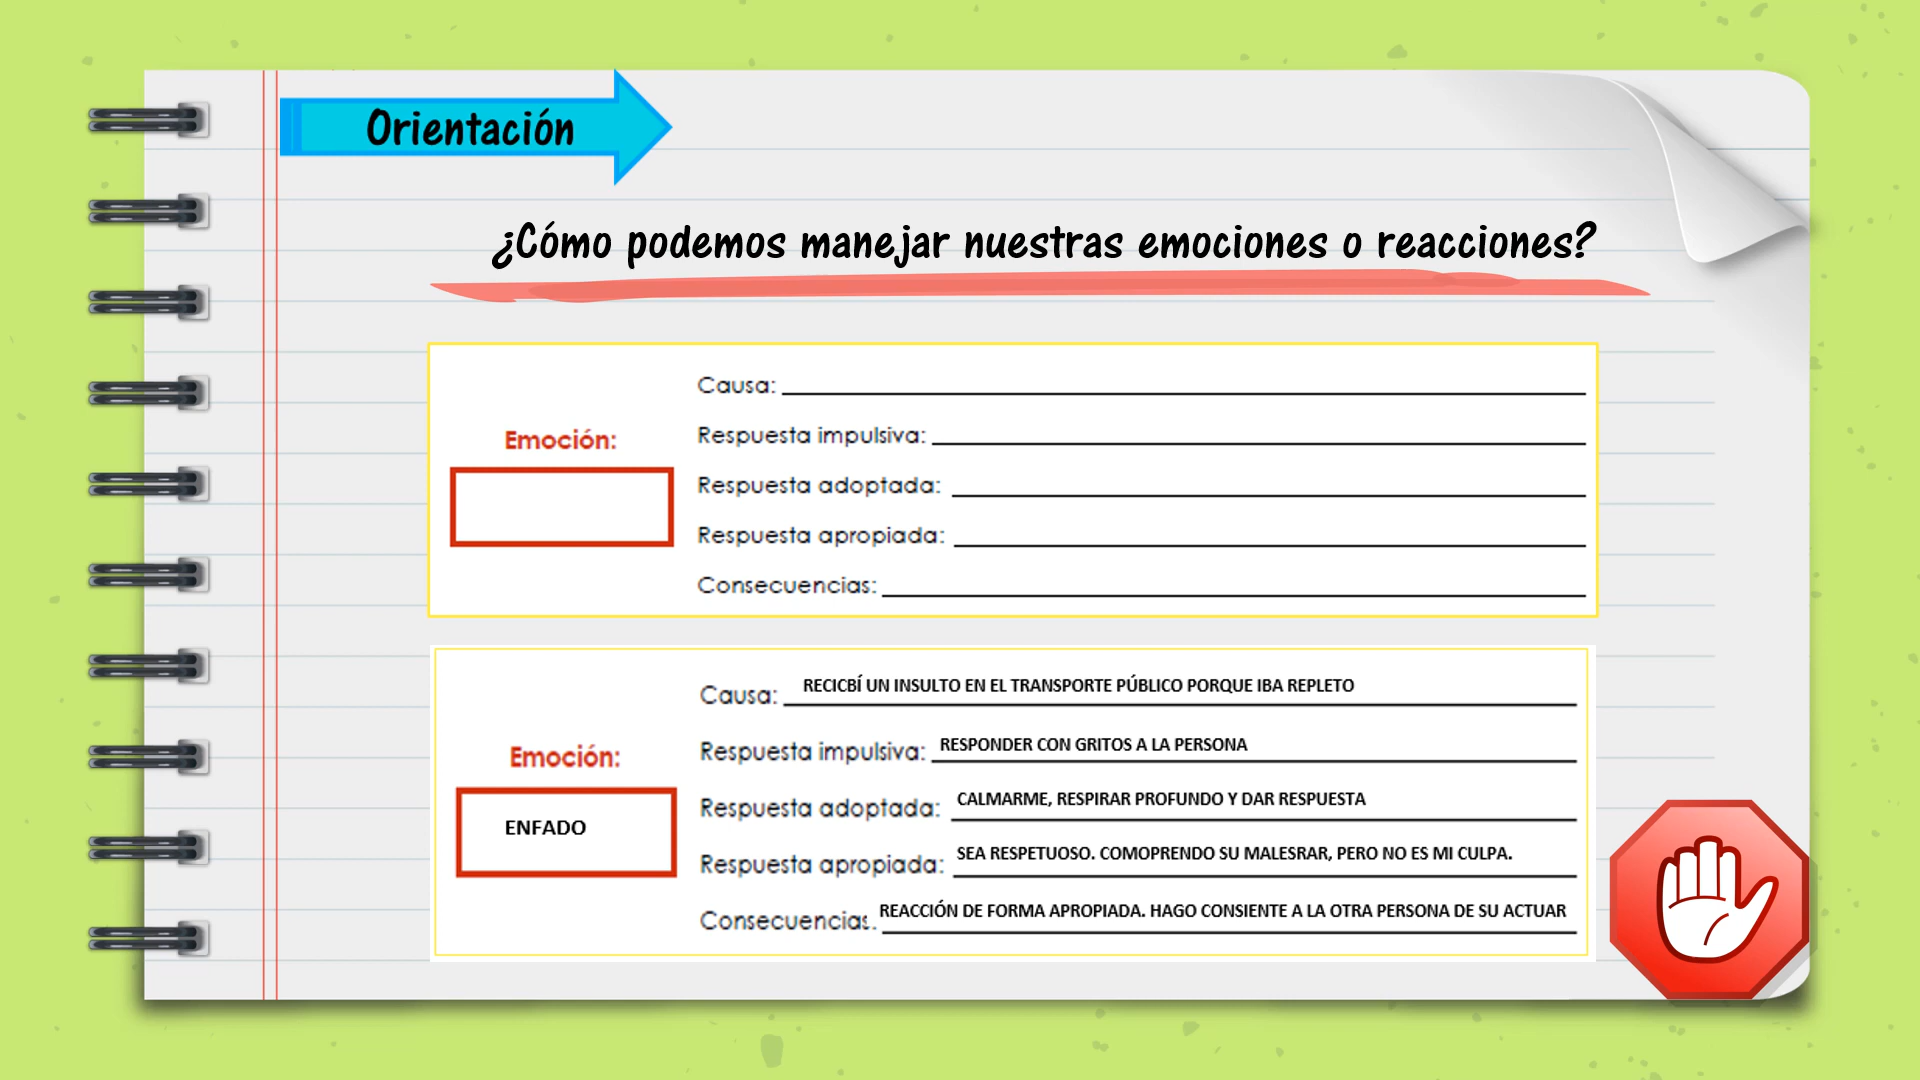 Orientación
¿Cómo podemos manejar nuestras emociones o reacciones?
Emoción:
Causa:
Respuesta impulsiva:
Respuesta adoptada:
Respuesta apropiada:
Consecuencias:
Emoción:
ENFADO
Causa: RECICBÍ UN INSULTO EN EL TRANSPORTE PÚBLICO PORQUE IBA REPLETO
Respuesta impulsiva: RESPONDER CON GRITOS A LA PERSONA
Respuesta adoptada: CALMARME, RESPIRAR PROFUNDO Y DAR RESPUESTA
Respuesta apropiada: SEA RESPETUOSO. COMOPRENDO SU MALESRAR, PERO NO ES MI CULPA.
Consecuencias. REACCIÓN DE FORMA APROPIADA. HAGO CONSIENTE A LA OTRA PERSONA DE SU ACTUAR